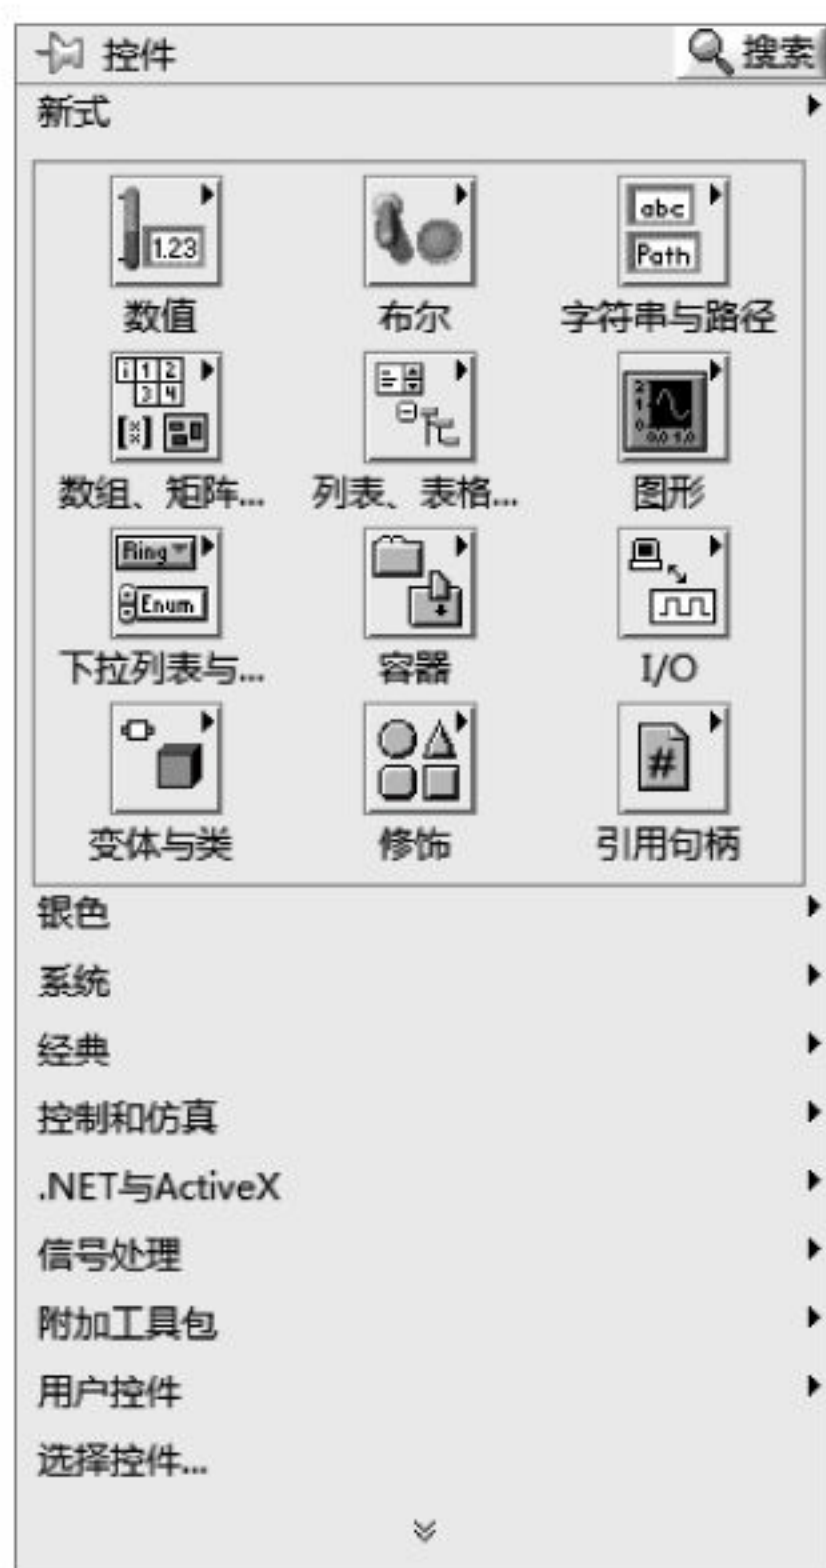 控件 搜索
新式
1.23 abc Path
数值 布尔 字符串与路径
i 1 2 3 4
数组、矩阵... 列表、表格... 图形
Ring Enum
下拉列表与... 容器 I/O
#
变体与类 修饰 引用句柄
银色
系统
经典
控制和仿真
.NET与ActiveX
信号处理
附加工具包
用户控件
选择控件...